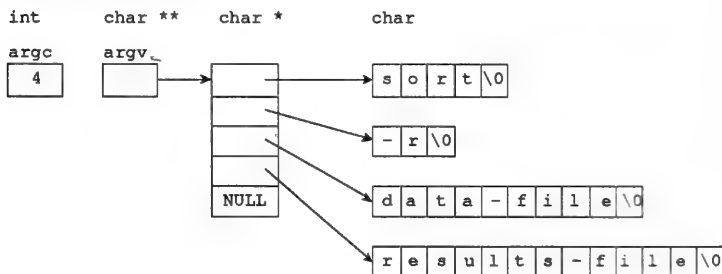 int char ** char * char
argc argv
4
s o r t \0
- r \0
d a t a - f i l e \0
NULL
r e s u l t s - f i l e \0